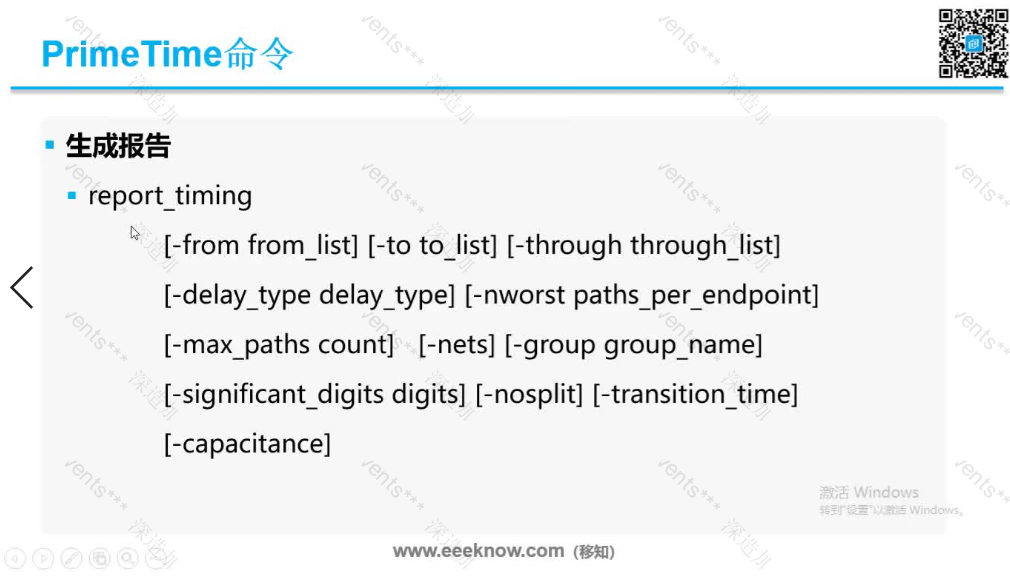 PrimeTime命令
生成报告
report_timing
[-from from_list] [-to to_list] [-through through_list]
[-delay_type delay_type] [-nworst paths_per_endpoint]
[-max_paths count] [-nets] [-group group_name]
[-significant_digits digits] [-nosplit] [-transition_time]
[-capacitance]
激活 Windows
转到“设置”以激活 Windows。
www.eeeknow.com（移知）